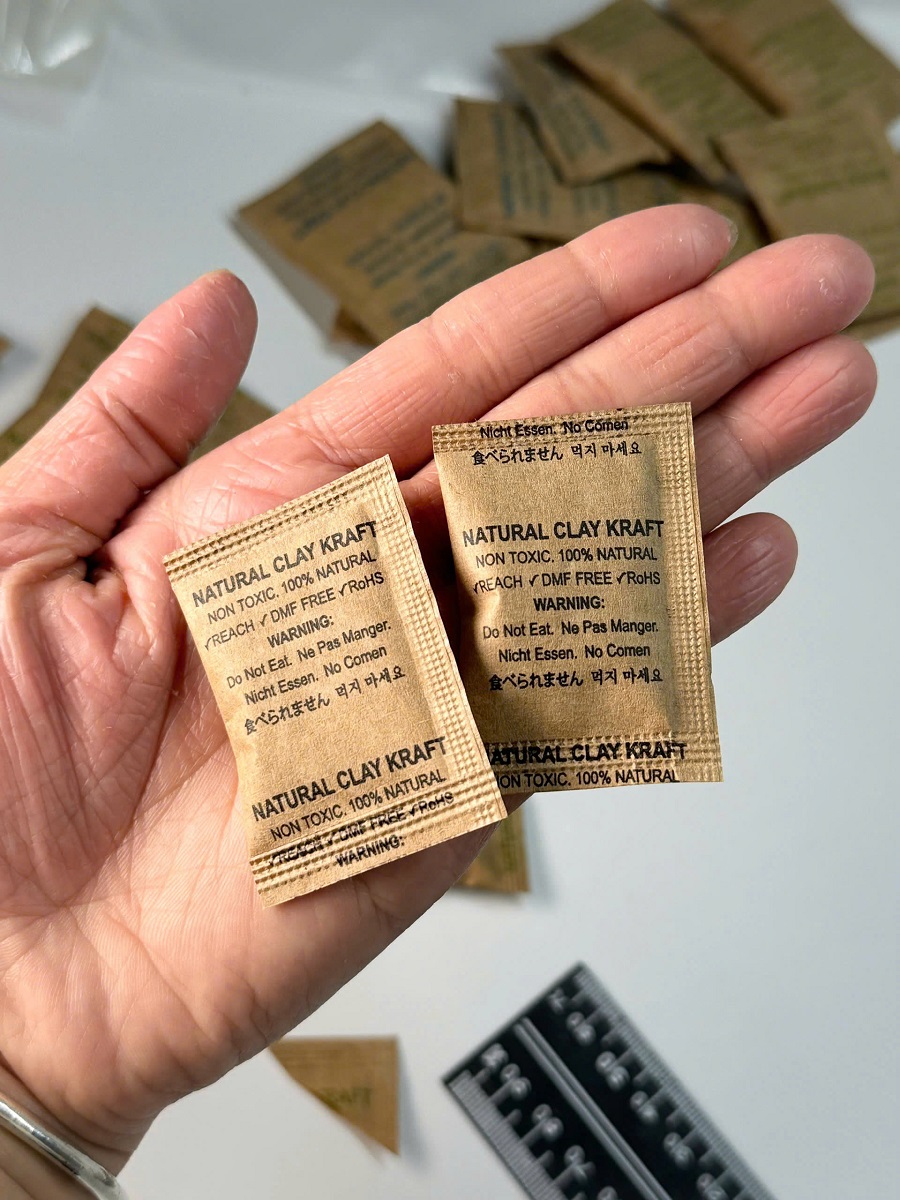 NATURAL CLAY KRAFT
NON TOXIC. 100% NATURAL
✓REACH ✓DMF FREE ✓RoHS
WARNING:
Do Not Eat. Ne Pas Manger.
Nicht Essen. No Comen
食べられません 먹지 마세요
NATURAL CLAY KRAFT
NON TOXIC. 100% NATURAL
✓REACH ✓DMF FREE ✓RoHS
WARNING:
Nicht Essen. No Comen
食べられません 먹지 마세요
NATURAL CLAY KRAFT
NON TOXIC. 100% NATURAL
✓REACH ✓DMF FREE ✓RoHS
WARNING:
Do Not Eat. Ne Pas Manger.
Nicht Essen. No Comen
食べられません 먹지 마세요
NATURAL CLAY KRAFT
NON TOXIC. 100% NATURAL